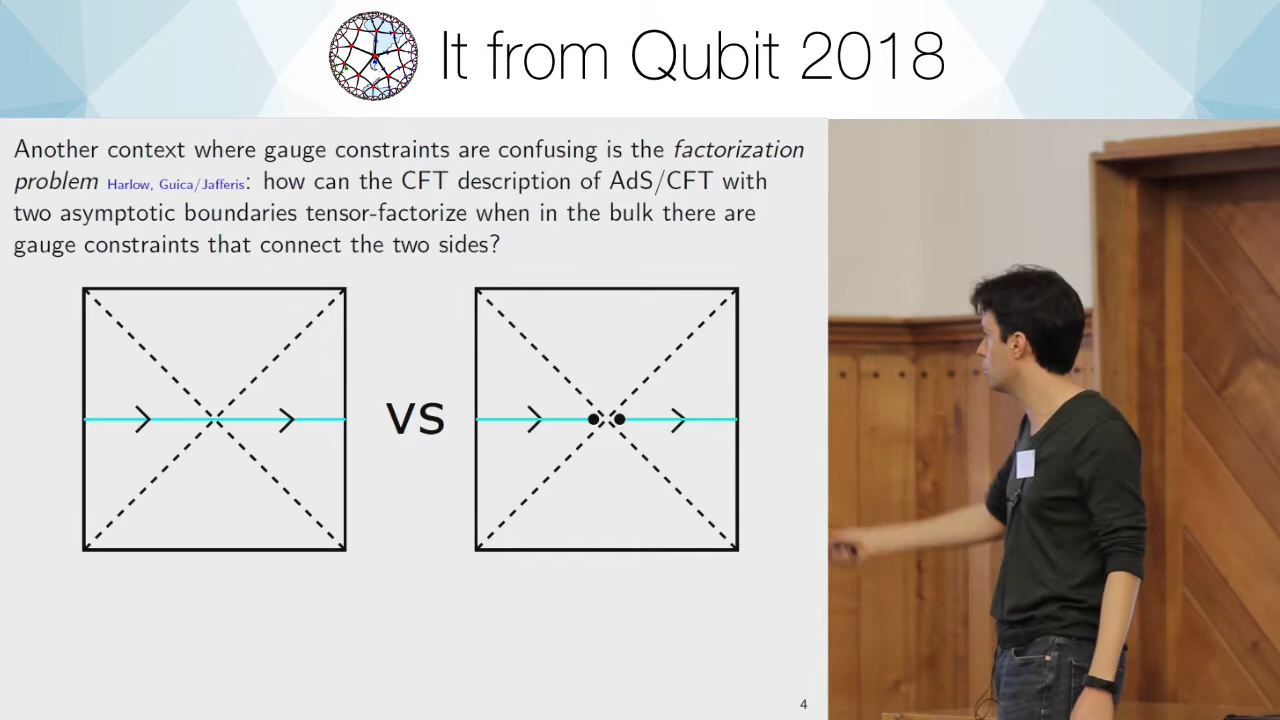 It from Qubit 2018
Another context where gauge constraints are confusing is the factorization
problem Harlow, Guica/Jafferis: how can the CFT description of AdS/CFT with
two asymptotic boundaries tensor-factorize when in the bulk there are
gauge constraints that connect the two sides?
vs
4